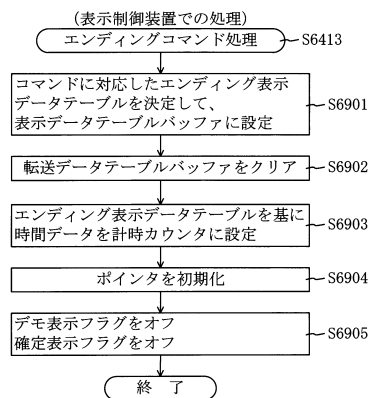 (表示制御装置での処理)
エンディングコマンド処理 S6413
コマンドに対応したエンディング表示
データテーブルを決定して、
表示データテーブルバッファに設定
S6901
転送データテーブルバッファをクリア S6902
エンディング表示データテーブルを基に
時間データを計時カウンタに設定
S6903
ポインタを初期化 S6904
デモ表示フラグをオフ
確定表示フラグをオフ
S6905
終 了